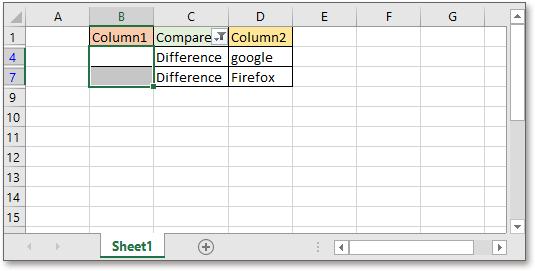 A B C D E F G
1 Column1 Compare Column2
4 Difference google
7 Difference Firefox
9
10
11
12
13
14
15
Sheet1